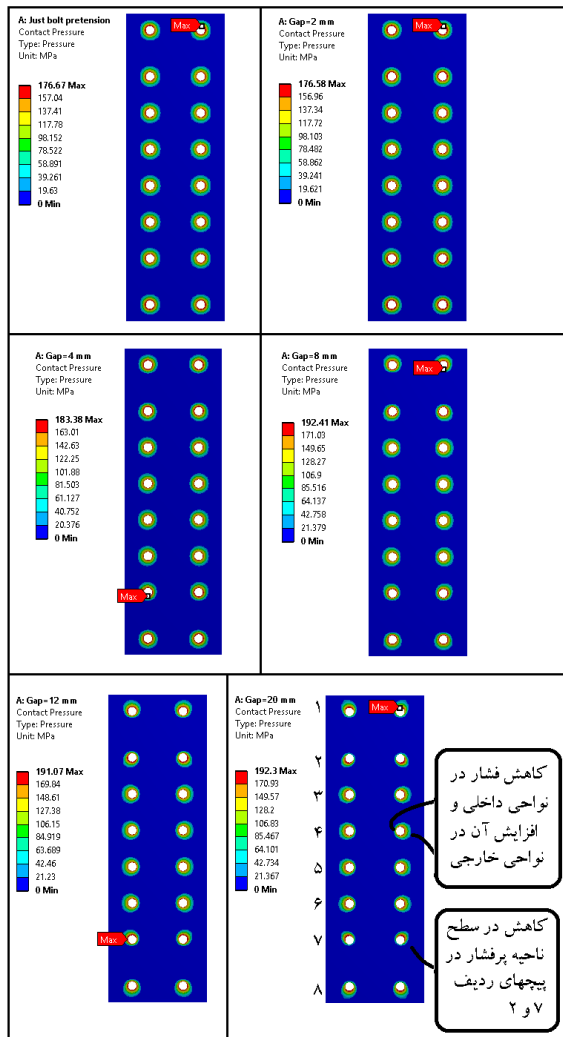 A: Just bolt pretension
Contact Pressure
Type: Pressure
Unit: MPa
176.67 Max
157.04
137.41
117.78
98.152
78.522
58.891
39.261
19.63
0 Min
Max
A: Gap=2 mm
Contact Pressure
Type: Pressure
Unit: MPa
176.58 Max
156.96
137.34
117.72
98.103
78.482
58.862
39.241
19.621
0 Min
Max
A: Gap=4 mm
Contact Pressure
Type: Pressure
Unit: MPa
183.38 Max
163.01
142.63
122.25
101.88
81.503
61.127
40.752
20.376
0 Min
Max
A: Gap=8 mm
Contact Pressure
Type: Pressure
Unit: MPa
192.41 Max
171.03
149.65
128.27
106.9
85.516
64.137
42.758
21.379
0 Min
Max
A: Gap=12 mm
Contact Pressure
Type: Pressure
Unit: MPa
191.07 Max
169.84
148.61
127.38
106.15
84.919
63.689
42.46
21.23
0 Min
Max
A: Gap=20 mm
Contact Pressure
Type: Pressure
Unit: MPa
192.3 Max
170.93
149.57
128.2
106.83
85.467
64.101
42.734
21.367
0 Min
Max
۱
۲
۳
۴
۵
۶
۷
۸
کاهش فشار در
نواحی داخلی و
افزایش آن در
نواحی خارجی
کاهش در سطح
ناحیه پرفشار در
پیچهای ردیف
۷ و ۲